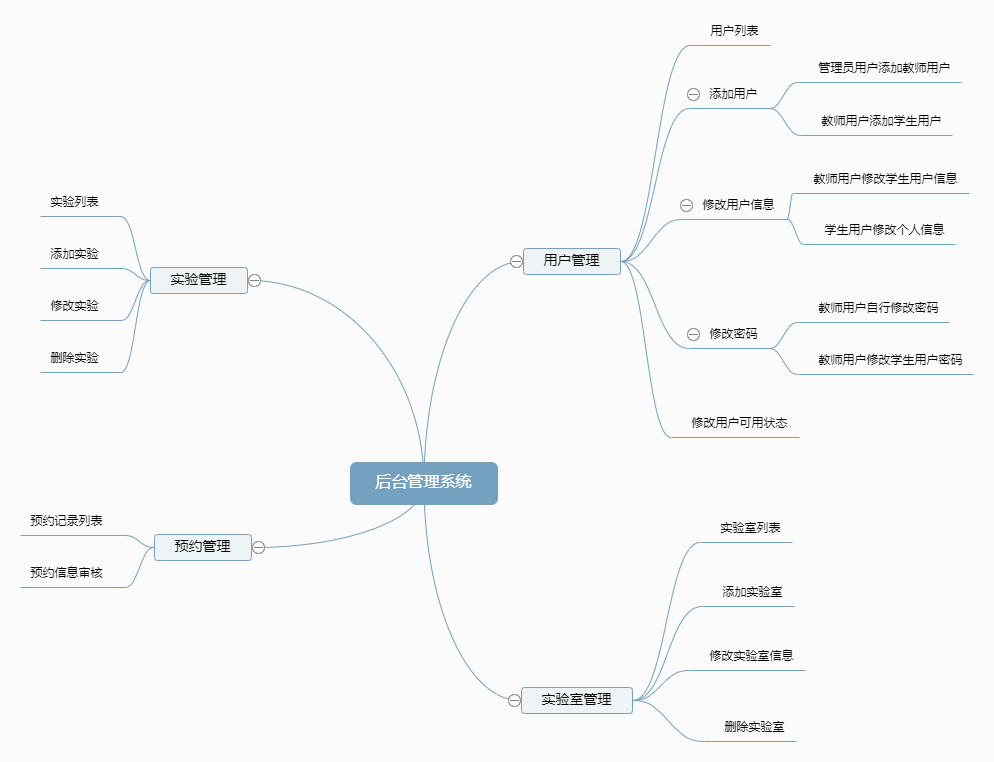 后台管理系统
用户管理
用户列表
添加用户
管理员用户添加教师用户
教师用户添加学生用户
修改用户信息
教师用户修改学生用户信息
学生用户修改个人信息
修改密码
教师用户自行修改密码
教师用户修改学生用户密码
修改用户可用状态
实验室管理
实验室列表
添加实验室
修改实验室信息
删除实验室
实验管理
实验列表
添加实验
修改实验
删除实验
预约管理
预约记录列表
预约信息审核